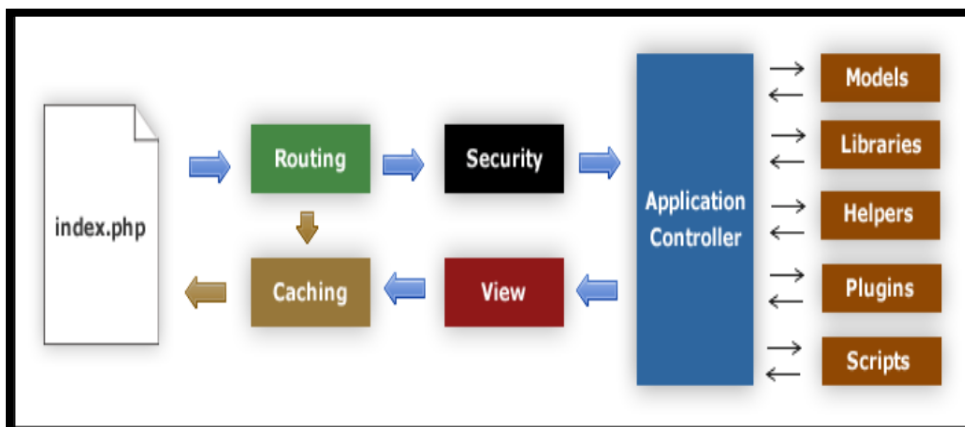 index.php
Routing
Security
Caching
View
Application
Controller
Models
Libraries
Helpers
Plugins
Scripts